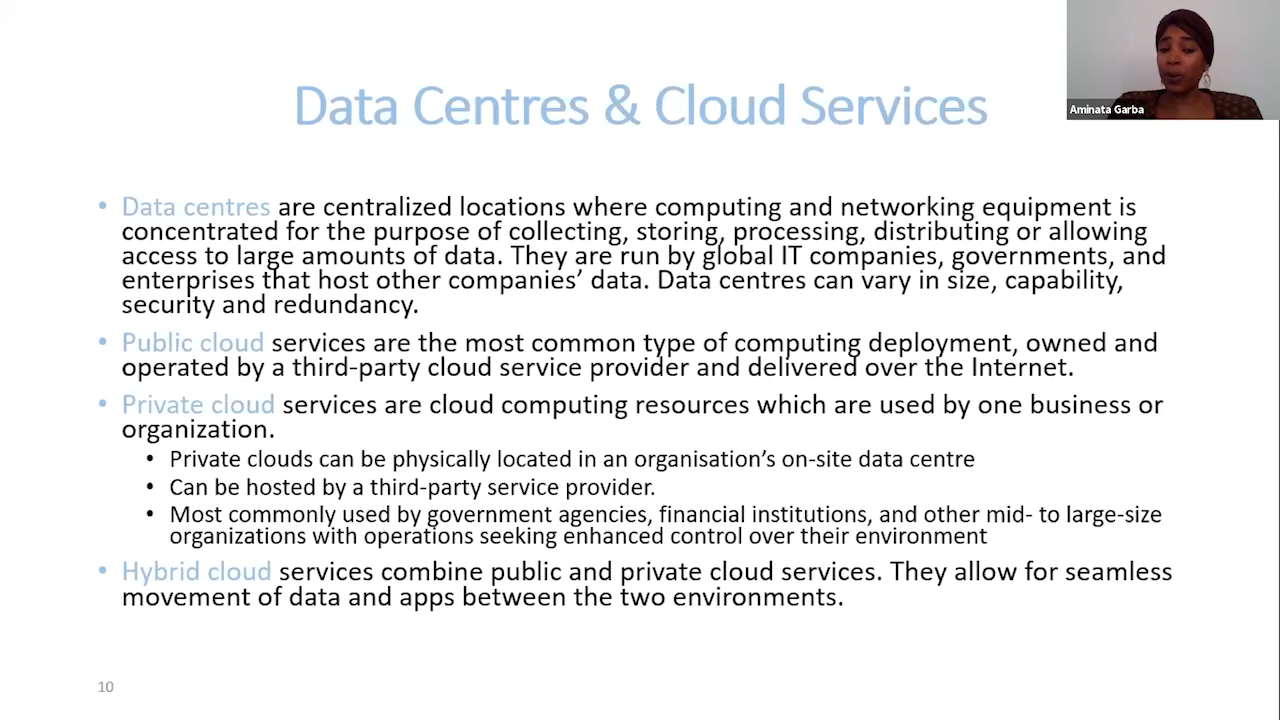 Data Centres & Cloud Services
Aminata Garba
• Data centres are centralized locations where computing and networking equipment is
concentrated for the purpose of collecting, storing, processing, distributing or allowing
access to large amounts of data. They are run by global IT companies, governments, and
enterprises that host other companies’ data. Data centres can vary in size, capability,
security and redundancy.
• Public cloud services are the most common type of computing deployment, owned and
operated by a third-party cloud service provider and delivered over the Internet.
• Private cloud services are cloud computing resources which are used by one business or
organization.
• Private clouds can be physically located in an organisation’s on-site data centre
• Can be hosted by a third-party service provider.
• Most commonly used by government agencies, financial institutions, and other mid- to large-size
organizations with operations seeking enhanced control over their environment
• Hybrid cloud services combine public and private cloud services. They allow for seamless
movement of data and apps between the two environments.
10